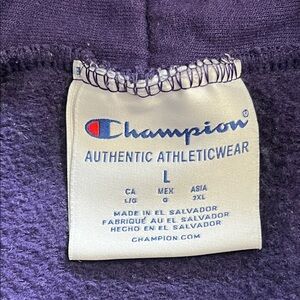 Champion®
AUTHENTIC ATHLETICWEAR
L
CA MEX ASIA
L/G G 2XL
MADE IN EL SALVADOR
FABRIQUÉ AU EL SALVADOR
HECHO EN EL SALVADOR
CHAMPION.COM